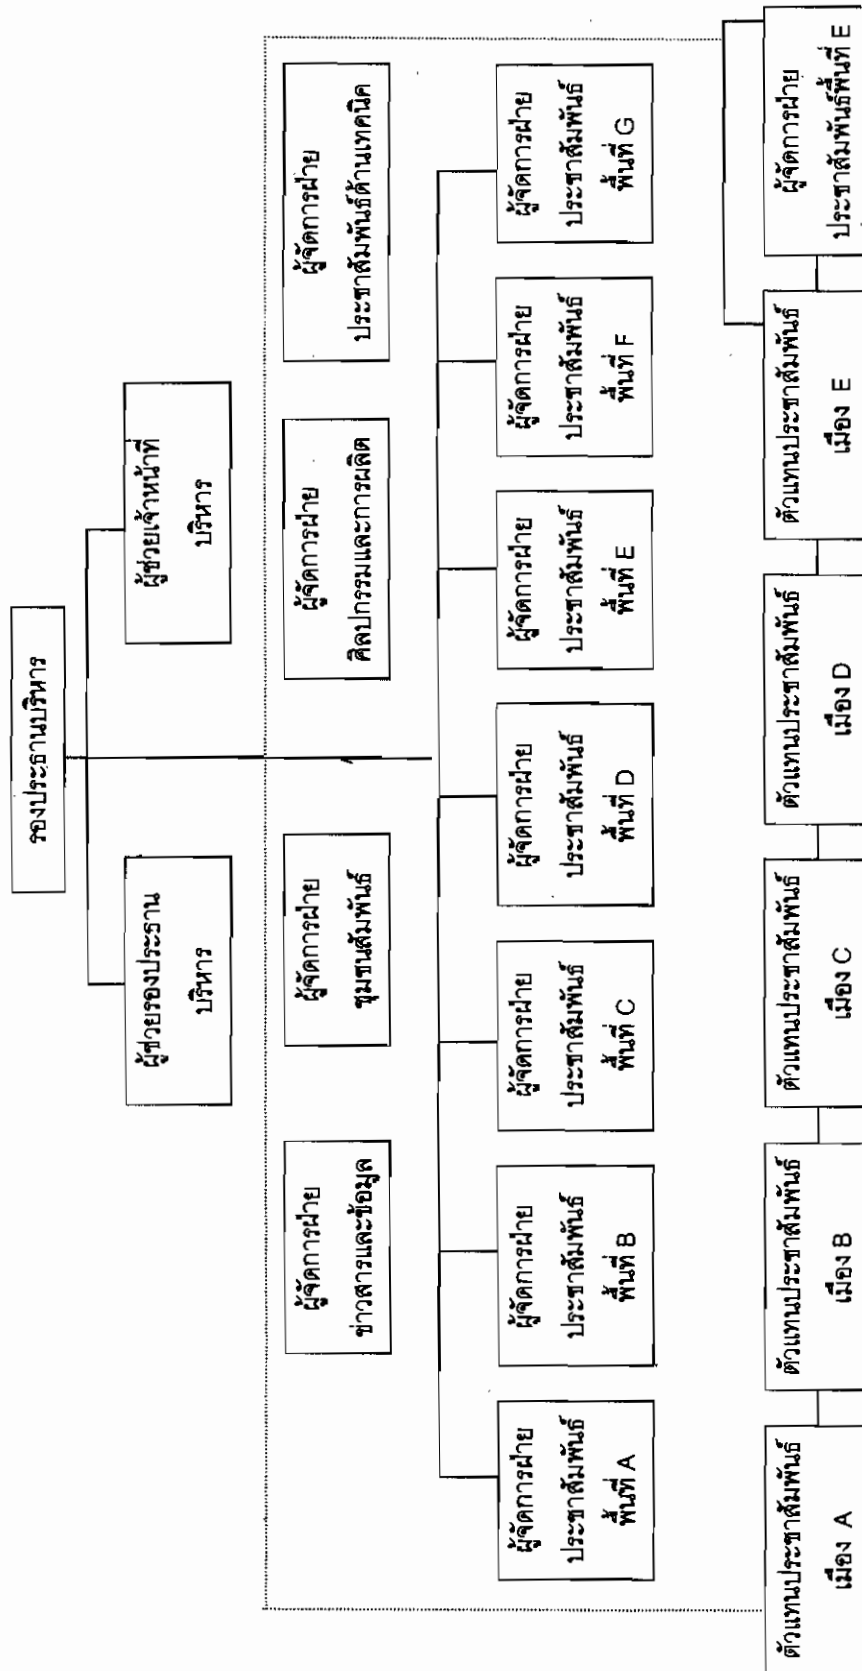 รองประธานบริหาร
ผู้ช่วยรองประธาน
บริหาร
ผู้ช่วยเจ้าหน้าที่
บริหาร
ผู้จัดการฝ่าย
ข่าวสารและข้อมูล
ผู้จัดการฝ่าย
ชุมชนสัมพันธ์
ผู้จัดการฝ่าย
ศิลปกรรมและการผลิต
ผู้จัดการฝ่าย
ประชาสัมพันธ์ด้านเทคนิค
ผู้จัดการฝ่าย
ประชาสัมพันธ์
พื้นที่ A
ผู้จัดการฝ่าย
ประชาสัมพันธ์
พื้นที่ B
ผู้จัดการฝ่าย
ประชาสัมพันธ์
พื้นที่ C
ผู้จัดการฝ่าย
ประชาสัมพันธ์
พื้นที่ D
ผู้จัดการฝ่าย
ประชาสัมพันธ์
พื้นที่ E
ผู้จัดการฝ่าย
ประชาสัมพันธ์
พื้นที่ F
ผู้จัดการฝ่าย
ประชาสัมพันธ์
พื้นที่ G
ตัวแทนประชาสัมพันธ์
เมือง A
ตัวแทนประชาสัมพันธ์
เมือง B
ตัวแทนประชาสัมพันธ์
เมือง C
ตัวแทนประชาสัมพันธ์
เมือง D
ตัวแทนประชาสัมพันธ์
เมือง E
ผู้จัดการฝ่าย
ประชาสัมพันธ์พื้นที่ E